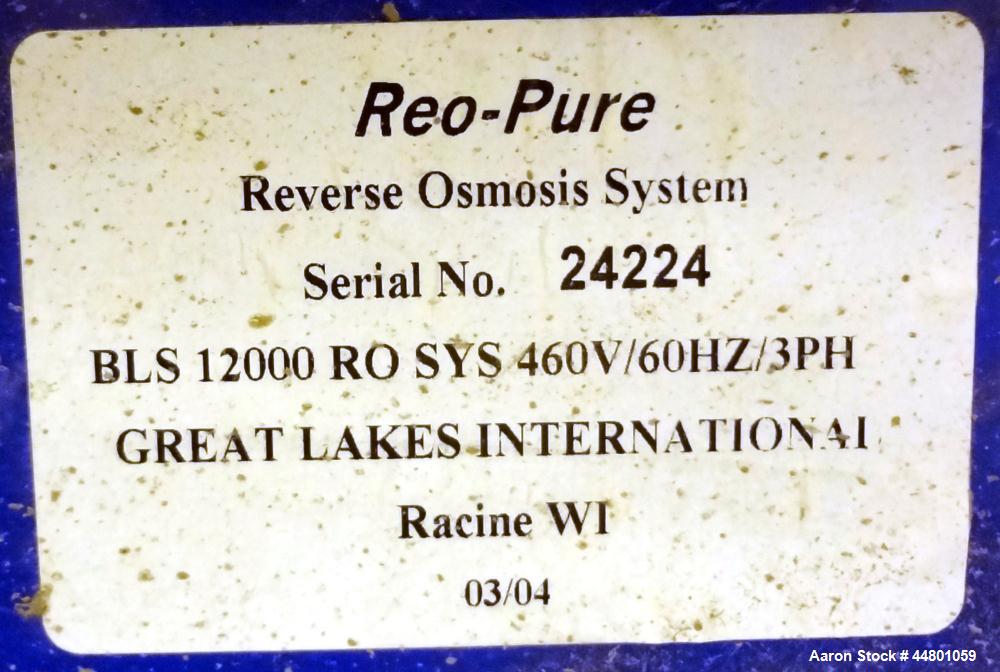 Reo-Pure
Reverse Osmosis System
Serial No. 24224
BLS 12000 RO SYS 460V/60HZ/3PH
GREAT LAKES INTERNATIONAL
Racine WI
03/04
Aaron Stock # 44801059